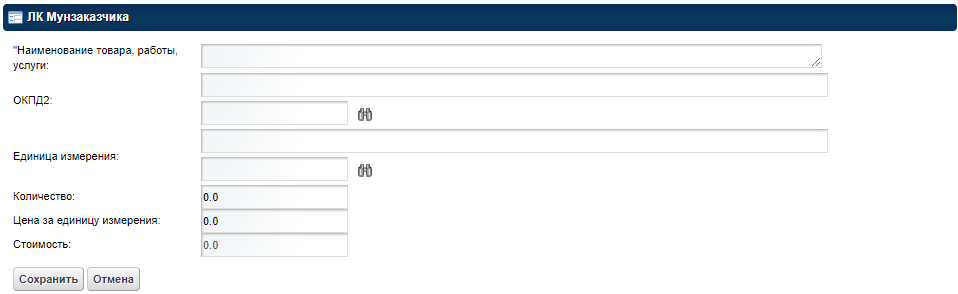 ЛК Мунзаказчика
"Наименование товара, работы,
услуги:
ОКПД2:
Единица измерения:
Количество: 0.0
Цена за единицу измерения: 0.0
Стоимость: 0.0
Сохранить Отмена